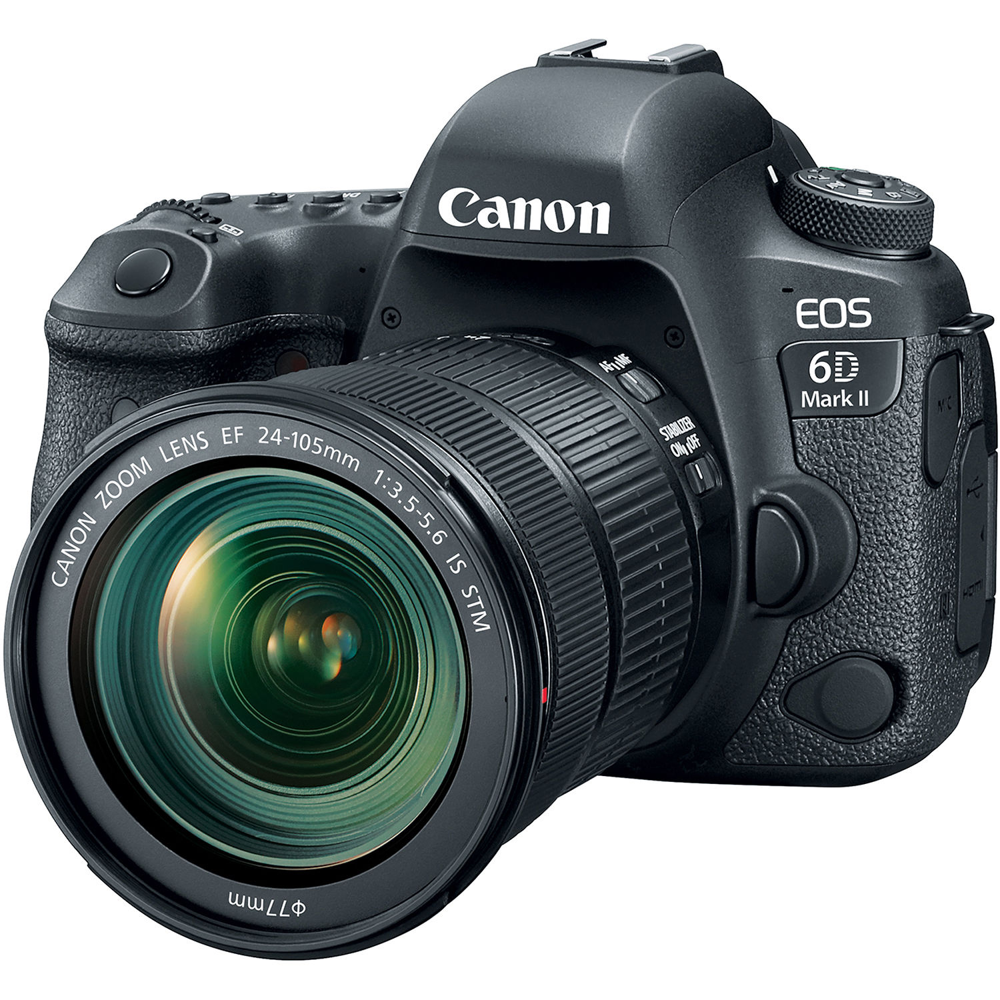 Canon
EOS
6D
Mark II
AF MF
STABILIZER
ON OFF
CANON ZOOM LENS EF 24-105mm 1:3.5-5.6 IS STM
ϕ77mm
MIC
HDMI